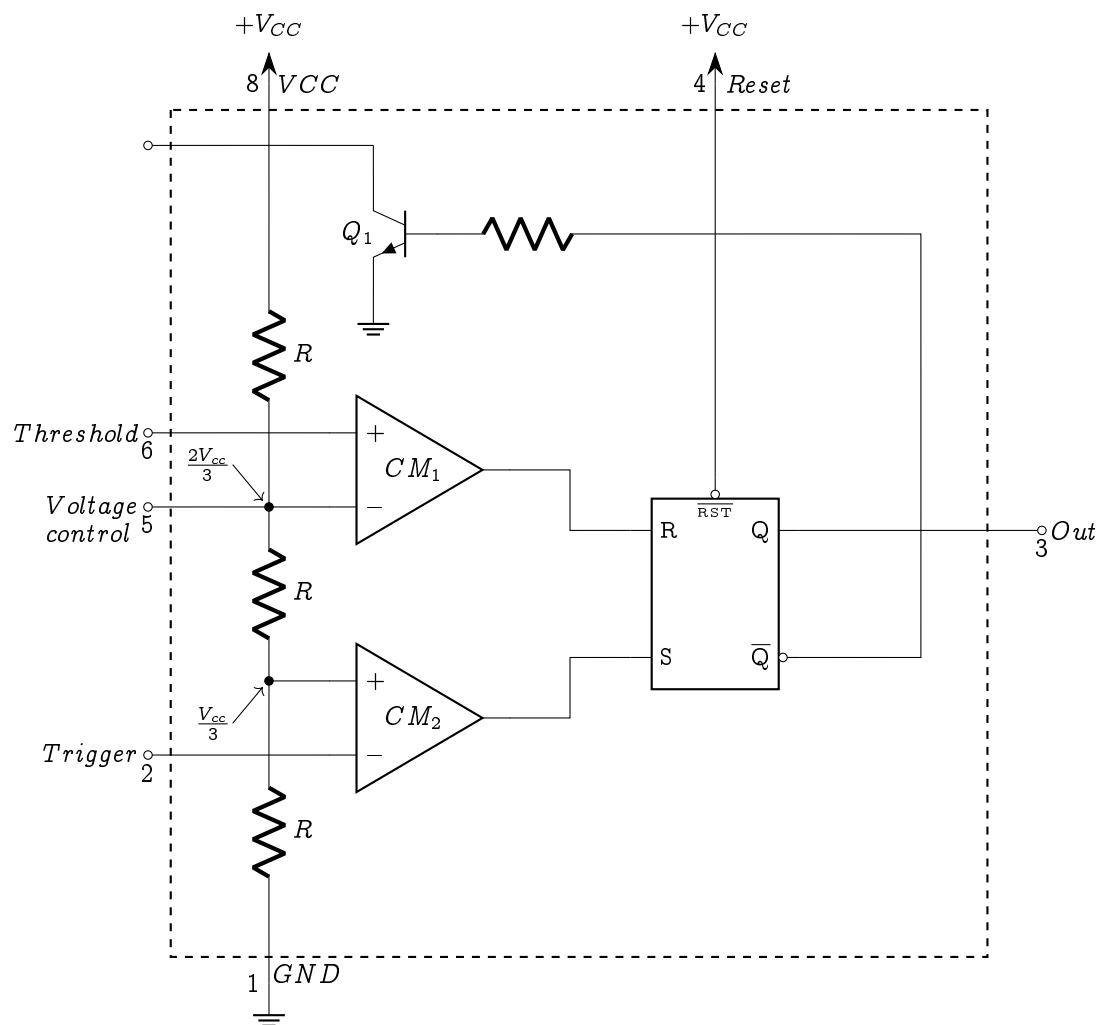 +V_CC
+V_CC
8 VCC
4 Reset
Q_1
R
Threshold
6
CM_1
+
−
2V_cc/3
Voltage
control
5
R
RST
R
Q
Out
3
S
Q
R
+
−
CM_2
V_cc/3
Trigger
2
R
1 GND